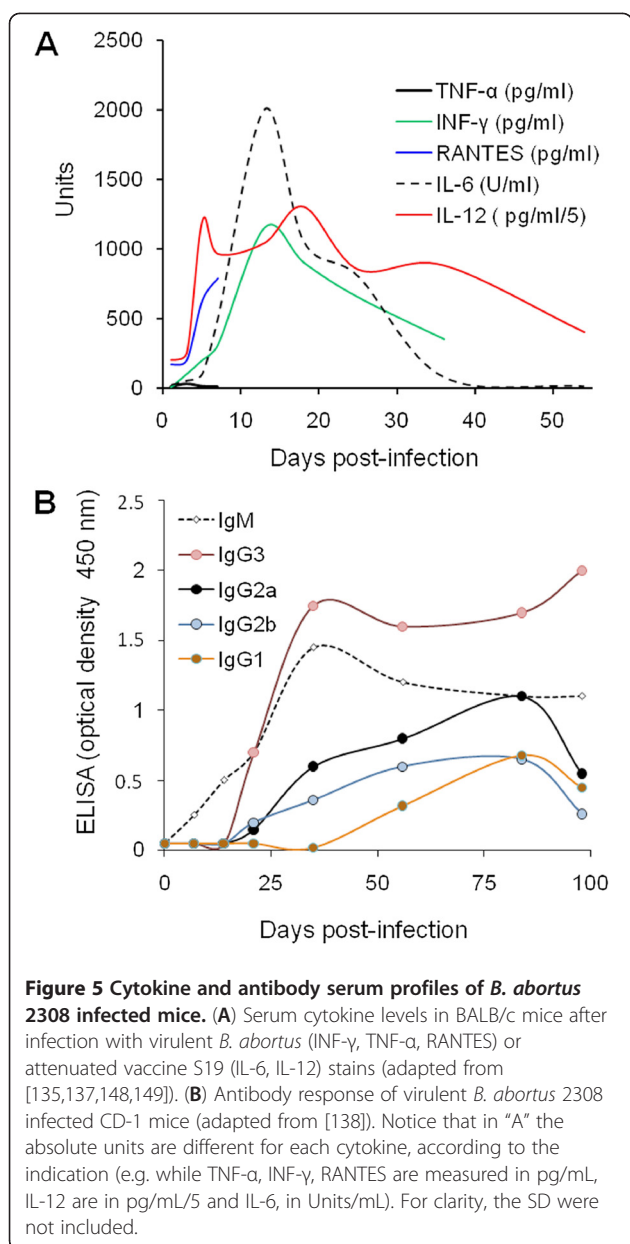 A
2500
2000
1500
1000
500
0
Units
TNF-α (pg/ml)
INF-γ (pg/ml)
RANTES (pg/ml)
IL-6 (U/ml)
IL-12 ( pg/ml/5)
0 10 20 30 40 50
Days post-infection
B
2.5
2
1.5
1
0.5
0
ELISA (optical density 450 nm)
IgM
IgG3
IgG2a
IgG2b
IgG1
0 25 50 75 100
Days post-infection
Figure 5 Cytokine and antibody serum profiles of B. abortus
2308 infected mice. (A) Serum cytokine levels in BALB/c mice after
infection with virulent B. abortus (INF-γ, TNF-α, RANTES) or
attenuated vaccine S19 (IL-6, IL-12) stains (adapted from
[135,137,148,149]). (B) Antibody response of virulent B. abortus 2308
infected CD-1 mice (adapted from [138]). Notice that in “A” the
absolute units are different for each cytokine, according to the
indication (e.g. while TNF-α, INF-γ, RANTES are measured in pg/mL,
IL-12 are in pg/mL/5 and IL-6, in Units/mL). For clarity, the SD were
not included.